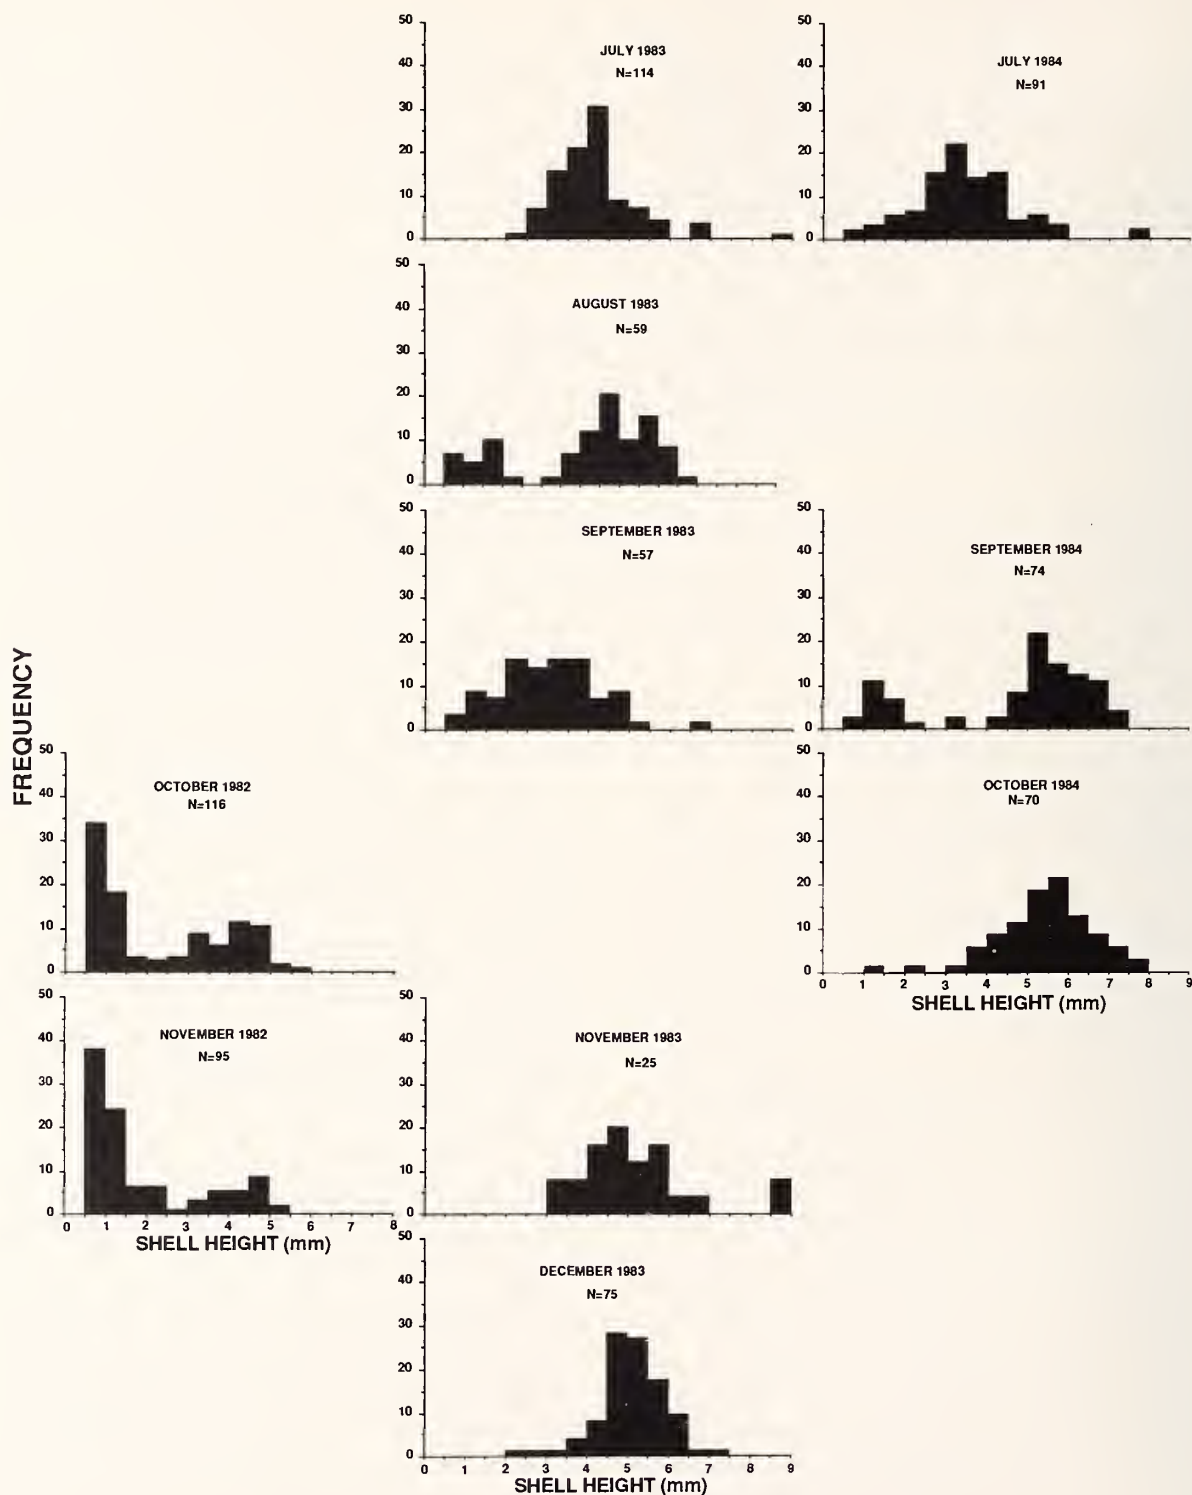 50
40
30
20
10
0
JULY 1983
N=114
50
40
30
20
10
0
JULY 1984
N=91
50
40
30
20
10
0
AUGUST 1983
N=59
50
40
30
20
10
0
SEPTEMBER 1983
N=57
50
40
30
20
10
0
SEPTEMBER 1984
N=74
FREQUENCY
50
40
30
20
10
0
OCTOBER 1982
N=116
50
40
30
20
10
0
OCTOBER 1984
N=70
0 1 2 3 4 5 6 7 8 9
SHELL HEIGHT (mm)
50
40
30
20
10
0
NOVEMBER 1982
N=95
0 1 2 3 4 5 6 7 8
SHELL HEIGHT (mm)
50
40
30
20
10
0
NOVEMBER 1983
N=25
50
40
30
20
10
0
DECEMBER 1983
N=75
0 1 2 3 4 5 6 7 8 9
SHELL HEIGHT (mm)